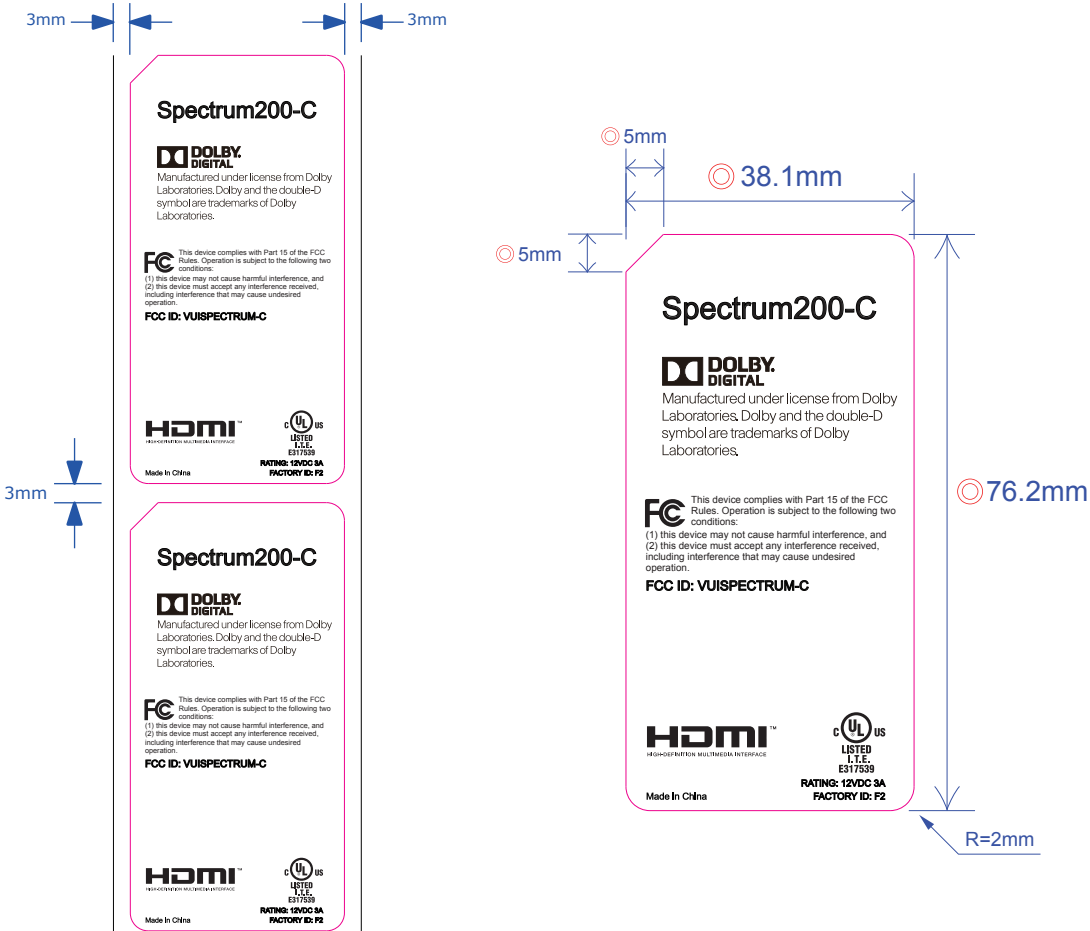 3mm
3mm
Spectrum200-C
DOLBY.
DIGITAL
Manufactured under license from Dolby
Laboratories. Dolby and the double-D
symbol are trademarks of Dolby
Laboratories.
FC
This device complies with Part 15 of the FCC
Rules. Operation is subject to the following two
conditions:
(1) this device may not cause harmful interference, and
(2) this device must accept any interference received,
including interference that may cause undesired
operation.
FCC ID: VUISPECTRUM-C
HDMI™
HIGH-DEFINITION MULTIMEDIA INTERFACE
C UL US
LISTED
I.T.E.
E317539
RATING: 12VDC 3A
Made In China
FACTORY ID: F2
3mm
Spectrum200-C
DOLBY.
DIGITAL
Manufactured under license from Dolby
Laboratories. Dolby and the double-D
symbol are trademarks of Dolby
Laboratories.
FC
This device complies with Part 15 of the FCC
Rules. Operation is subject to the following two
conditions:
(1) this device may not cause harmful interference, and
(2) this device must accept any interference received,
including interference that may cause undesired
operation.
FCC ID: VUISPECTRUM-C
HDMI™
HIGH-DEFINITION MULTIMEDIA INTERFACE
C UL US
LISTED
I.T.E.
E317539
RATING: 12VDC 3A
Made In China
FACTORY ID: F2
5mm
38.1mm
5mm
Spectrum200-C
DOLBY.
DIGITAL
Manufactured under license from Dolby
Laboratories. Dolby and the double-D
symbol are trademarks of Dolby
Laboratories.
76.2mm
FC
This device complies with Part 15 of the FCC
Rules. Operation is subject to the following two
conditions:
(1) this device may not cause harmful interference, and
(2) this device must accept any interference received,
including interference that may cause undesired
operation.
FCC ID: VUISPECTRUM-C
HDMI™
HIGH-DEFINITION MULTIMEDIA INTERFACE
C UL US
LISTED
I.T.E.
E317539
RATING: 12VDC 3A
Made In China
FACTORY ID: F2
R=2mm